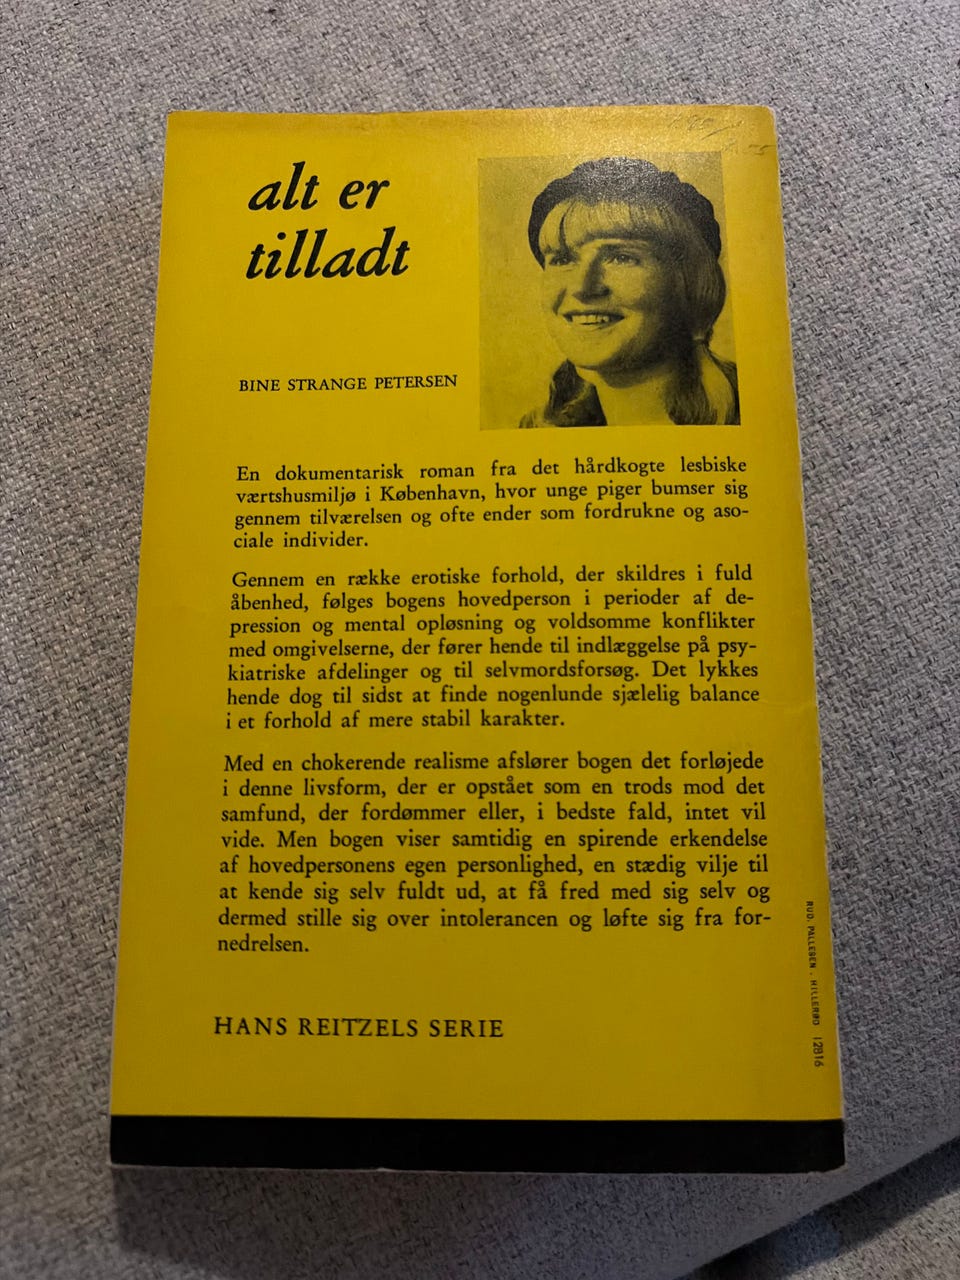 alt er
tilladt
BINE STRANGE PETERSEN
En dokumentarisk roman fra det hårdkogte lesbiske
værtshusmiljø i København, hvor unge piger bumser sig
gennem tilværelsen og ofte ender som fordrukne og aso-
ciale individer.
Gennem en række erotiske forhold, der skildres i fuld
åbenhed, følges bogens hovedperson i perioder af de-
pression og mental opløsning og voldsomme konflikter
med omgivelserne, der fører hende til indlæggelse på psy-
kiatriske afdelinger og til selvmordsforsøg. Det lykkes
hende dog til sidst at finde nogenlunde sjælelig balance
i et forhold af mere stabil karakter.
Med en chokerende realisme afslører bogen det forløjede
i denne livsform, der er opstået som en trods mod det
samfund, der fordømmer eller, i bedste fald, intet vil
vide. Men bogen viser samtidig en spirende erkendelse
af hovedpersonens egen personlighed, en stædig vilje til
at kende sig selv fuldt ud, at få fred med sig selv og
dermed stille sig over intolerancen og løfte sig fra for-
nedrelsen.
HANS REITZELS SERIE
RUD. PALLESEN · HILLERØD 12816